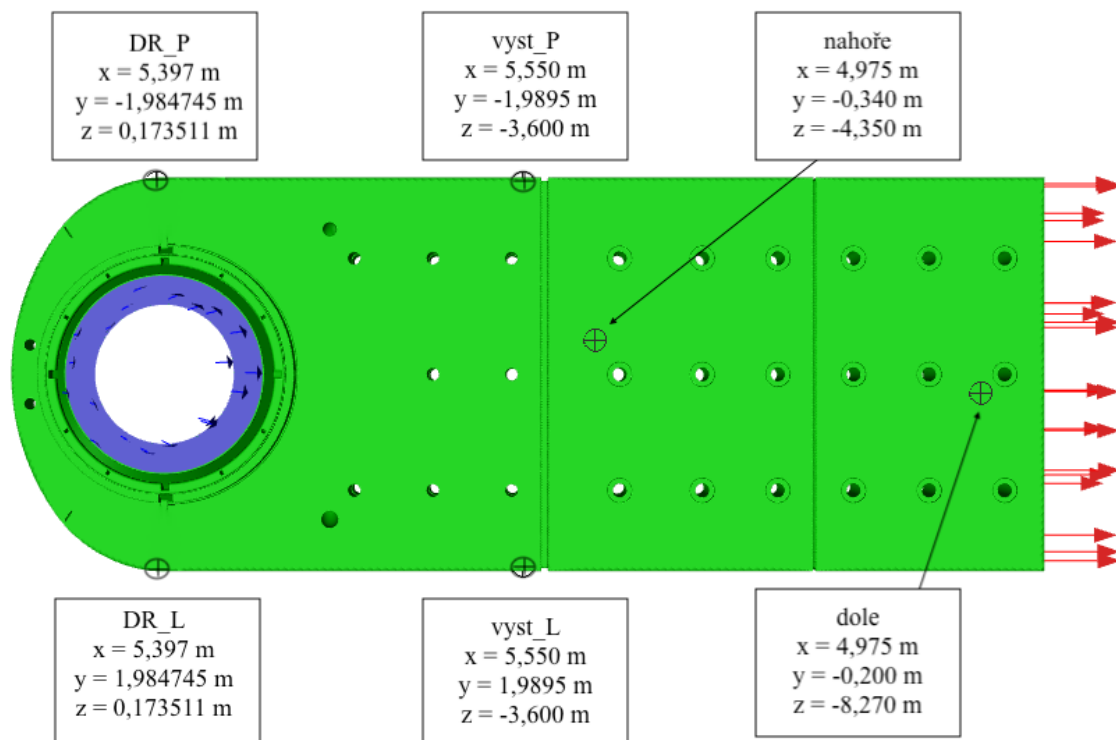 DR_P
x = 5,397 m
y = -1,984745 m
z = 0,173511 m
vyst_P
x = 5,550 m
y = -1,9895 m
z = -3,600 m
nahoře
x = 4,975 m
y = -0,340 m
z = -4,350 m
DR_L
x = 5,397 m
y = 1,984745 m
z = 0,173511 m
vyst_L
x = 5,550 m
y = 1,9895 m
z = -3,600 m
dole
x = 4,975 m
y = -0,200 m
z = -8,270 m